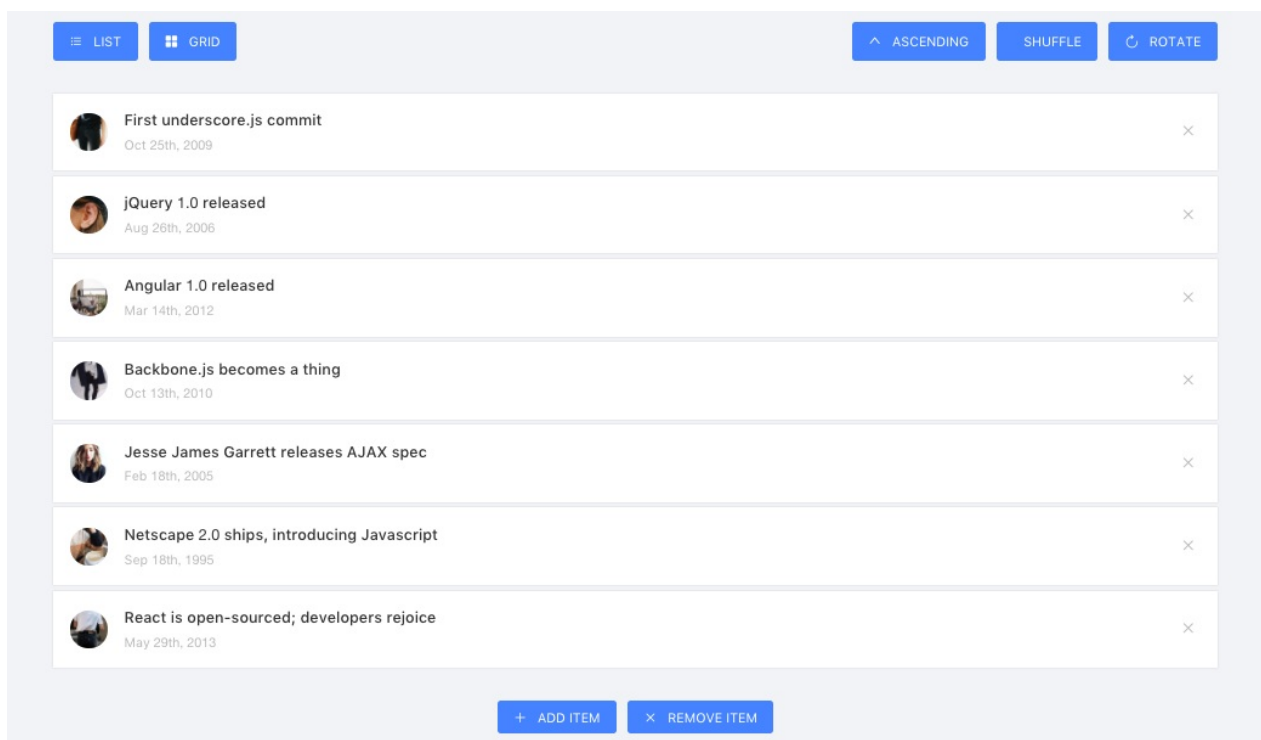 LIST GRID ASCENDING SHUFFLE ROTATE
First underscore.js commit
Oct 25th, 2009
jQuery 1.0 released
Aug 26th, 2006
Angular 1.0 released
Mar 14th, 2012
Backbone.js becomes a thing
Oct 13th, 2010
Jesse James Garrett releases AJAX spec
Feb 18th, 2005
Netscape 2.0 ships, introducing Javascript
Sep 18th, 1995
React is open-sourced; developers rejoice
May 29th, 2013
ADD ITEM REMOVE ITEM